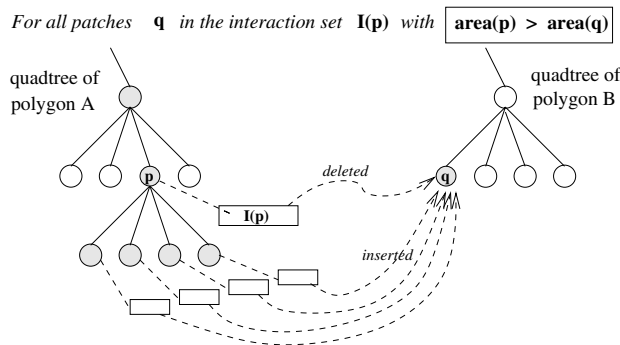 For all patches q in the interaction set I(p) with area(p) > area(q)
quadtree of
polygon A
quadtree of
polygon B
p
deleted
q
I(p)
inserted